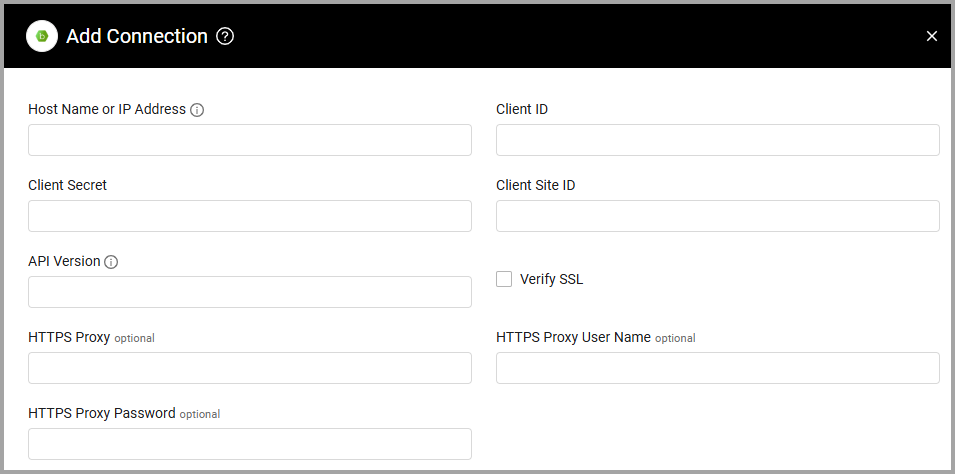 Add Connection
Host Name or IP Address
Client ID
Client Secret
Client Site ID
API Version
Verify SSL
HTTPS Proxy optional
HTTPS Proxy User Name optional
HTTPS Proxy Password optional